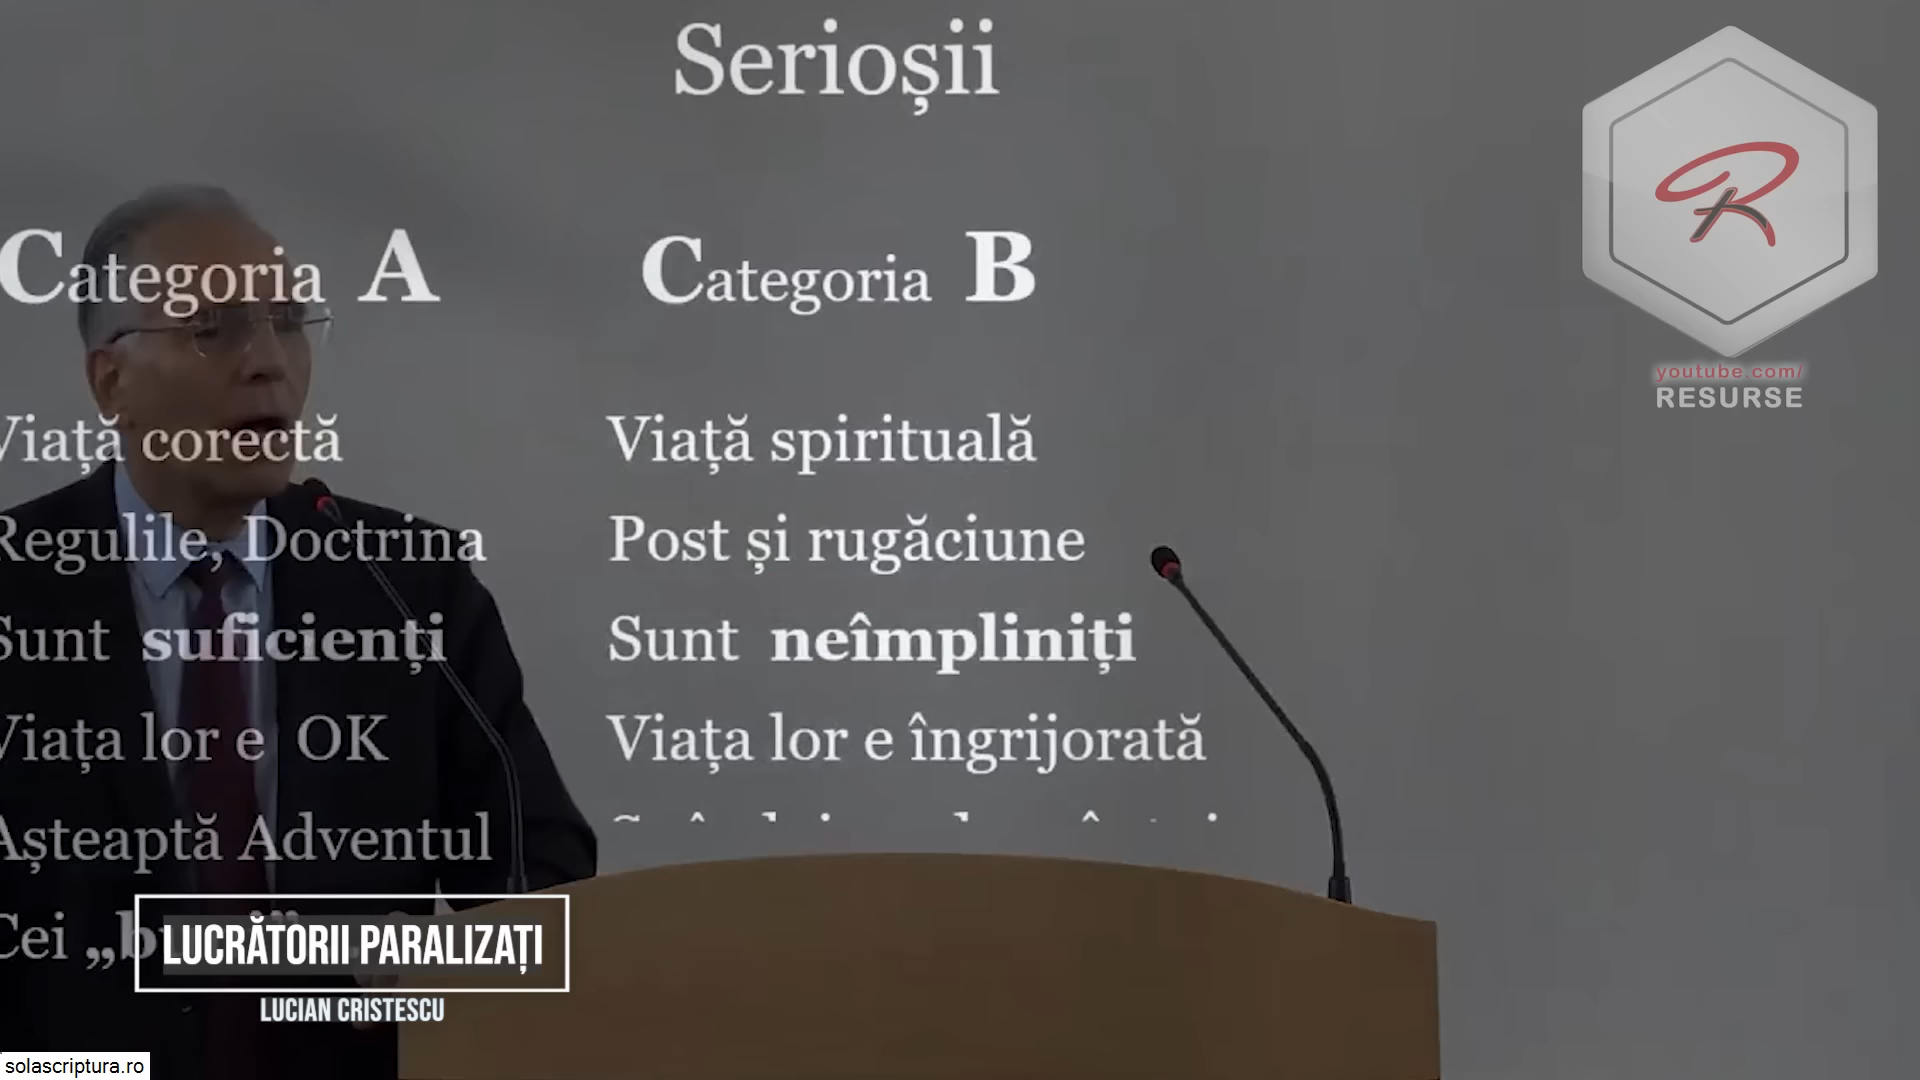 Serioșii
Categoria A
Categoria B
Viață corectă
Viață spirituală
Regulile, Doctrina
Post și rugăciune
Sunt suficienți
Sunt neîmpliniți
Viața lor e OK
Viața lor e îngrijorată
Așteaptă Adventul
Cei
LUCRĂTORII PARALIZAȚI
LUCIAN CRISTESCU
solascriptura.ro
R
youtube.com/
RESURSE